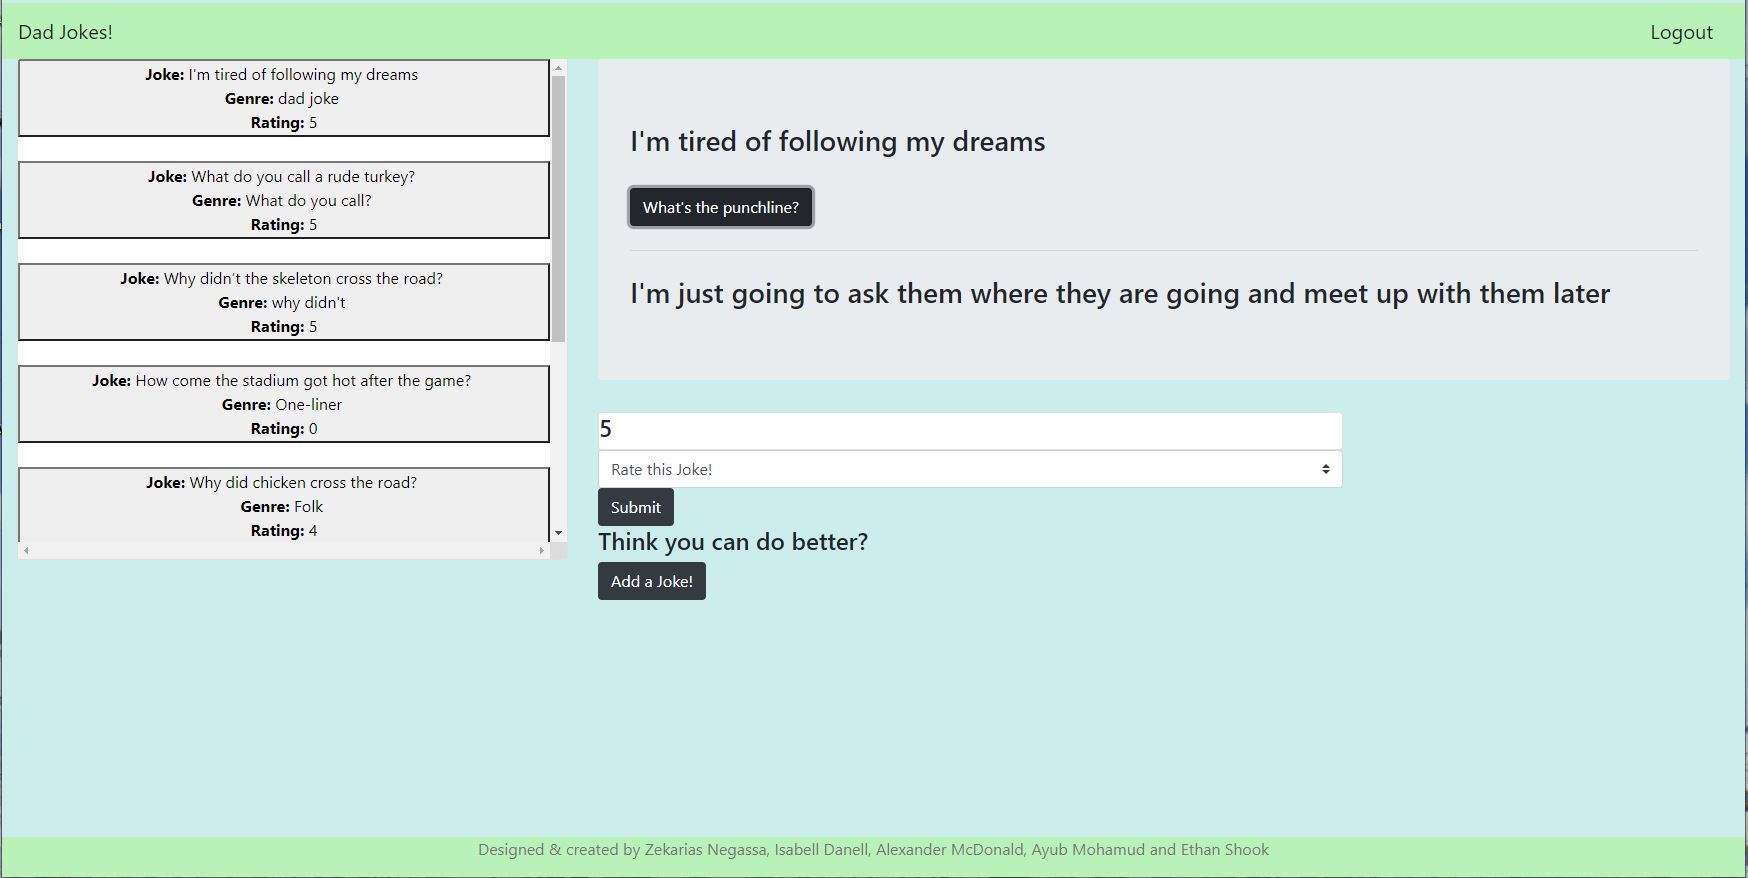 Dad Jokes!
Logout
Joke: I'm tired of following my dreams
Genre: dad joke
Rating: 5
Joke: What do you call a rude turkey?
Genre: What do you call?
Rating: 5
Joke: Why didn’t the skeleton cross the road?
Genre: why didn't
Rating: 5
Joke: How come the stadium got hot after the game?
Genre: One-liner
Rating: 0
Joke: Why did chicken cross the road?
Genre: Folk
Rating: 4
I'm tired of following my dreams
What's the punchline?
I'm just going to ask them where they are going and meet up with them later
5
Rate this Joke!
Submit
Think you can do better?
Add a Joke!
Designed & created by Zekarias Negassa, Isabell Danell, Alexander McDonald, Ayub Mohamud and Ethan Shook